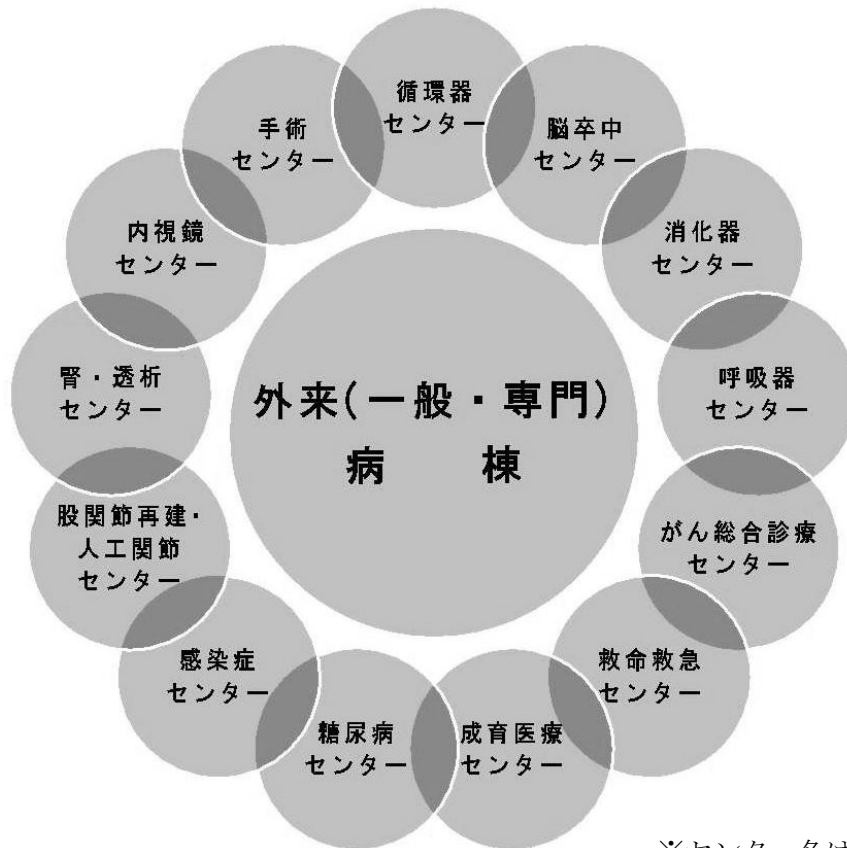 循環器
センター
脳卒中
センター
消化器
センター
呼吸器
センター
がん総合診療
センター
救命救急
センター
成育医療
センター
糖尿病
センター
感染症
センター
股関節再建・
人工関節
センター
腎・透析
センター
内視鏡
センター
手術
センター
外来(一般・専門)
病　棟